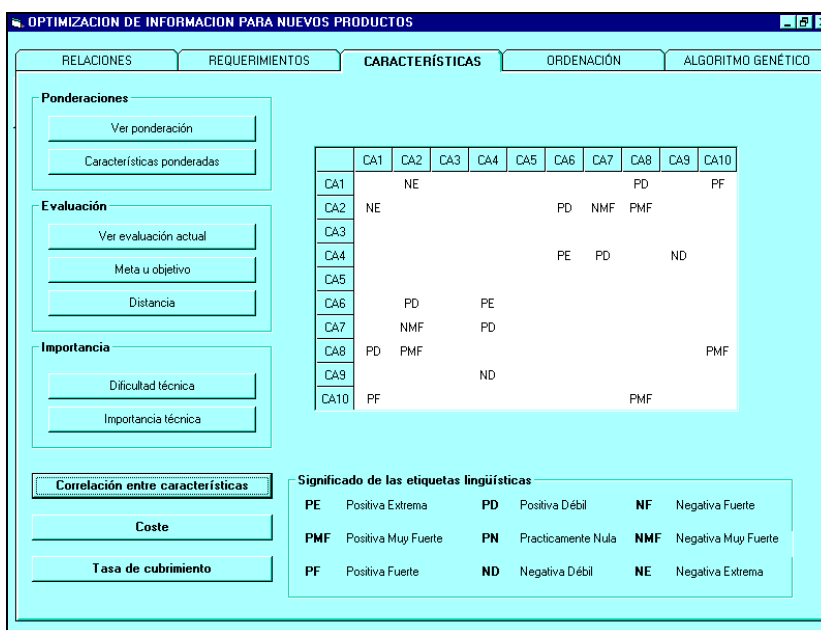 OPTIMIZACION DE INFORMACION PARA NUEVOS PRODUCTOS
RELACIONES REQUERIMIENTOS CARACTERÍSTICAS ORDENACIÓN ALGORITMO GENÉTICO
Ponderaciones
Ver ponderación
Características ponderadas
Evaluación
Ver evaluación actual
Meta u objetivo
Distancia
Importancia
Dificultad técnica
Importancia técnica
Correlación entre características
Coste
Tasa de cubrimiento
CA1 CA2 CA3 CA4 CA5 CA6 CA7 CA8 CA9 CA10
CA1 NE PD PF
CA2 NE PD NMF PMF
CA3
CA4 PE PD ND
CA5
CA6 PD PE
CA7 NMF PD
CA8 PD PMF PMF
CA9 ND
CA10 PF PMF
Significado de las etiquetas lingüísticas
PE Positiva Extrema PD Positiva Débil NF Negativa Fuerte
PMF Positiva Muy Fuerte PN Practicamente Nula NMF Negativa Muy Fuerte
PF Positiva Fuerte ND Negativa Débil NE Negativa Extrema